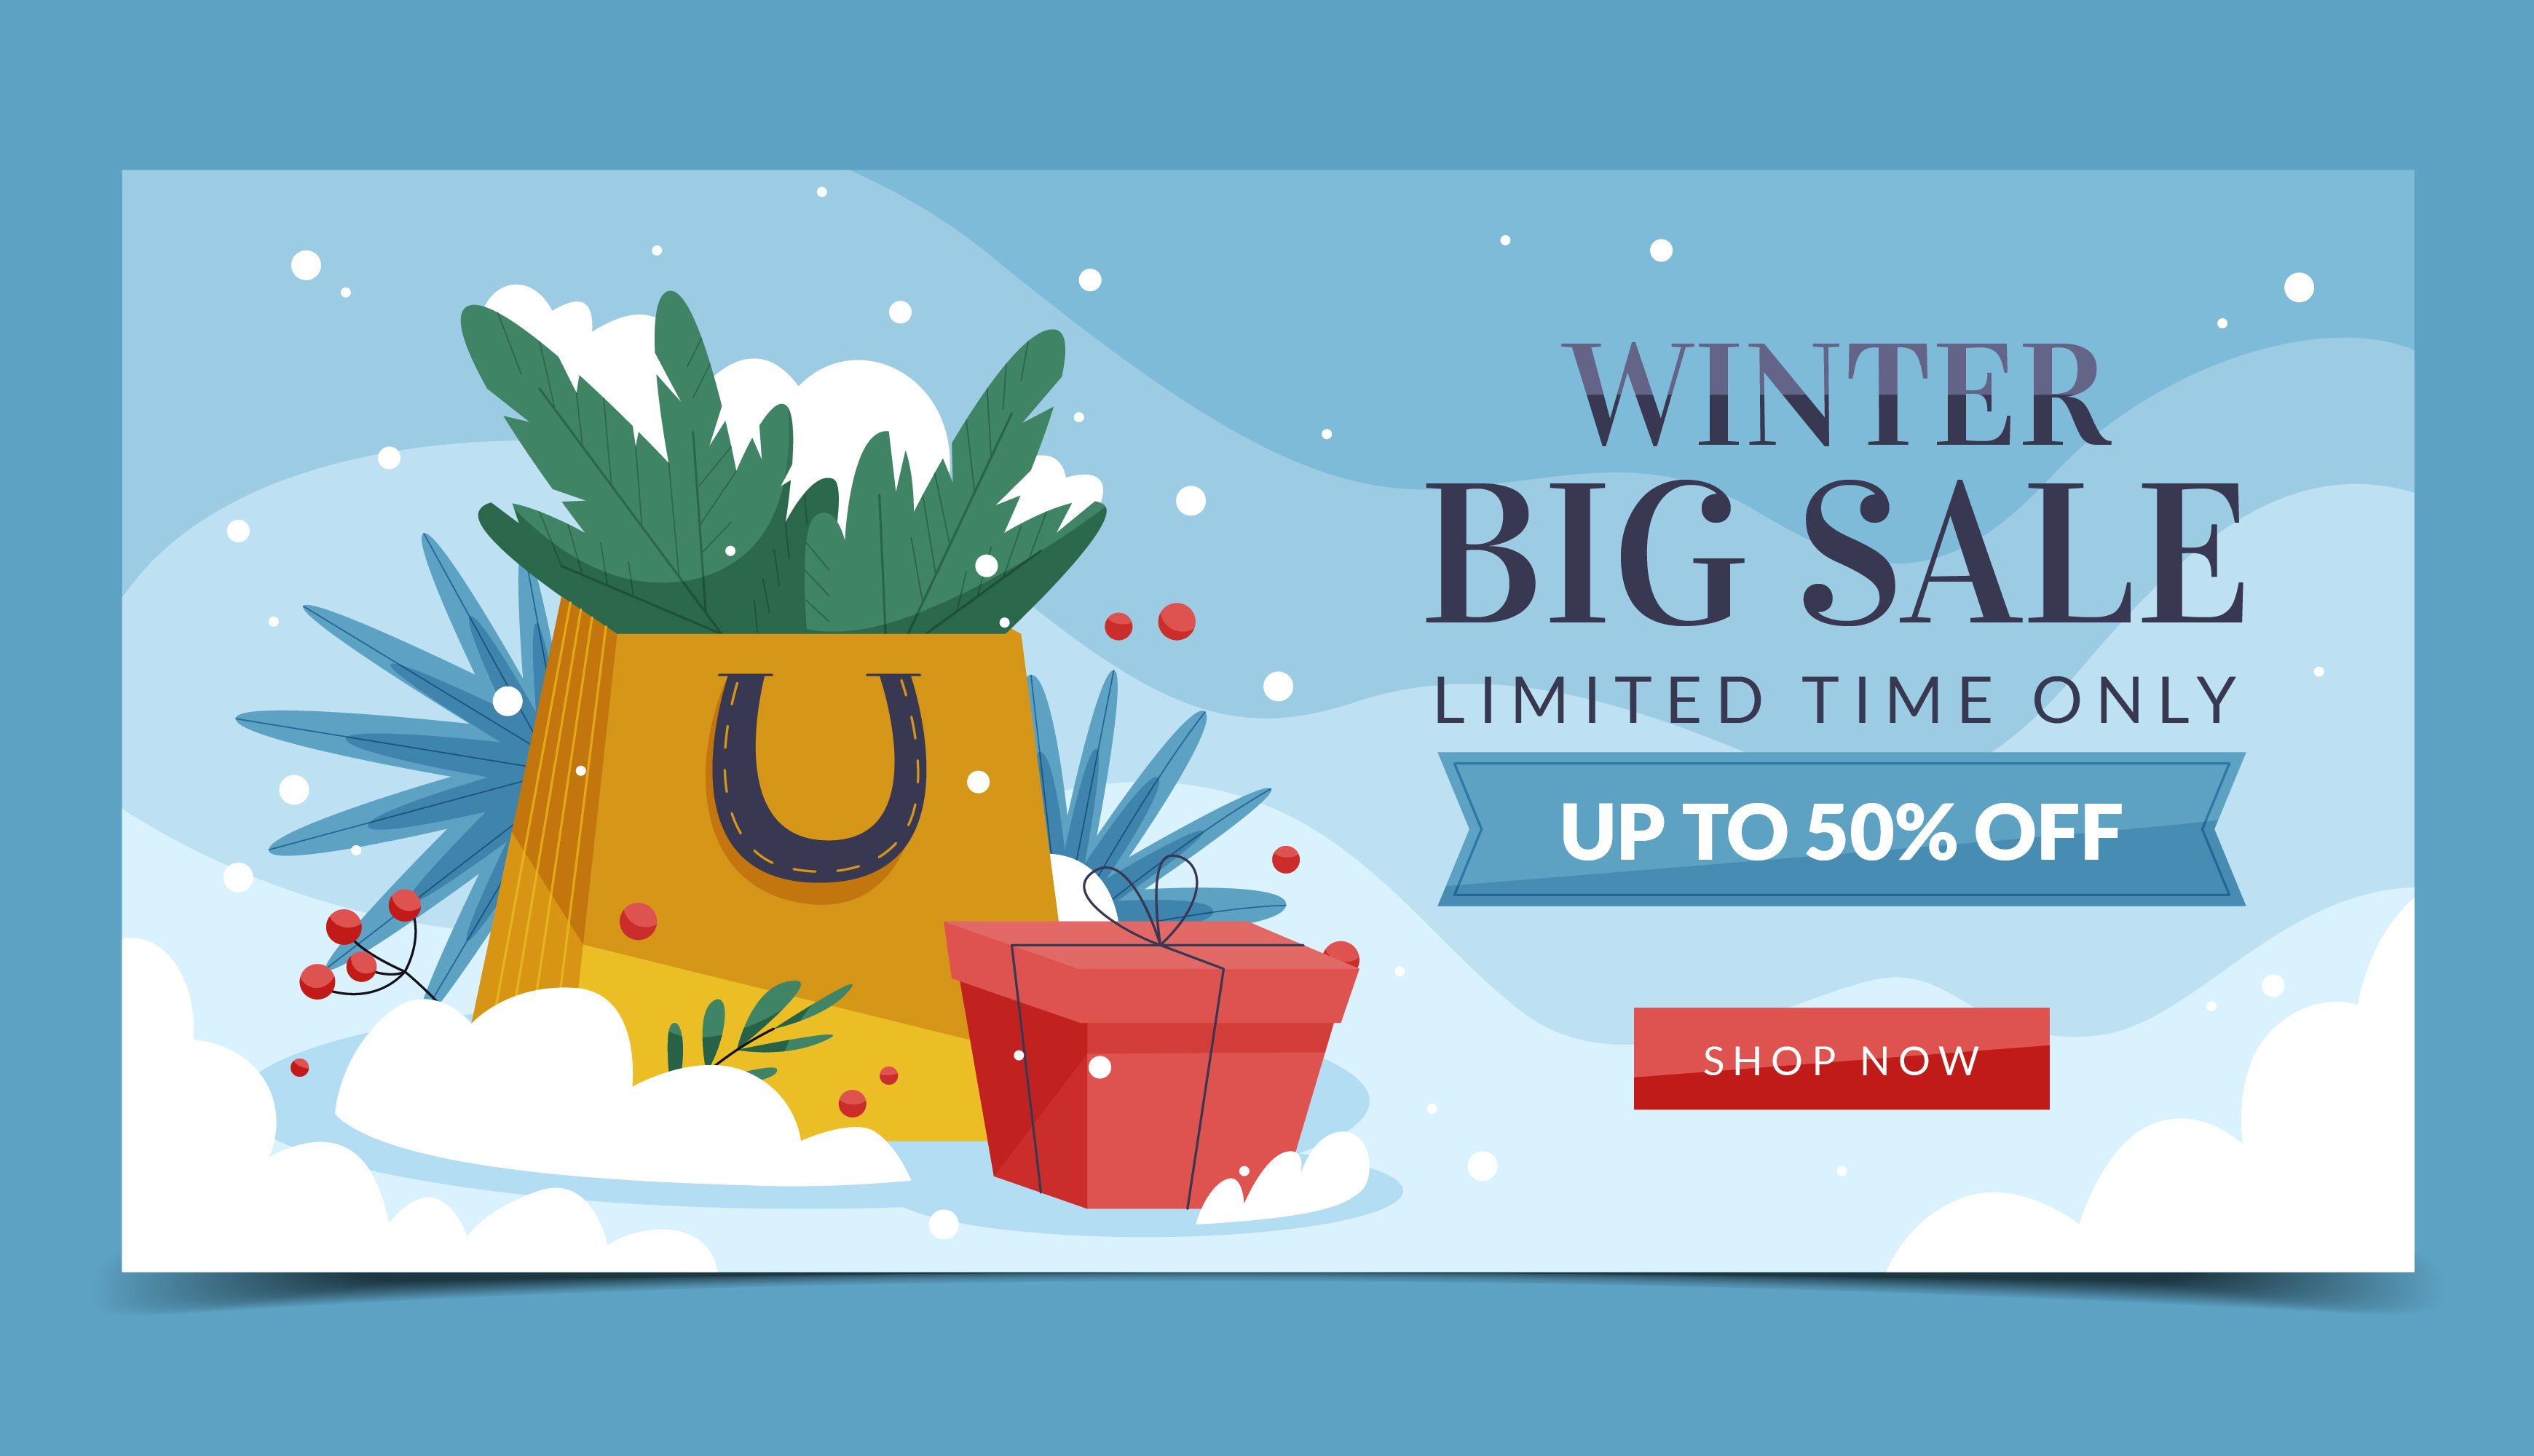 WINTER
BIG SALE
LIMITED TIME ONLY
UP TO 50% OFF
SHOP NOW